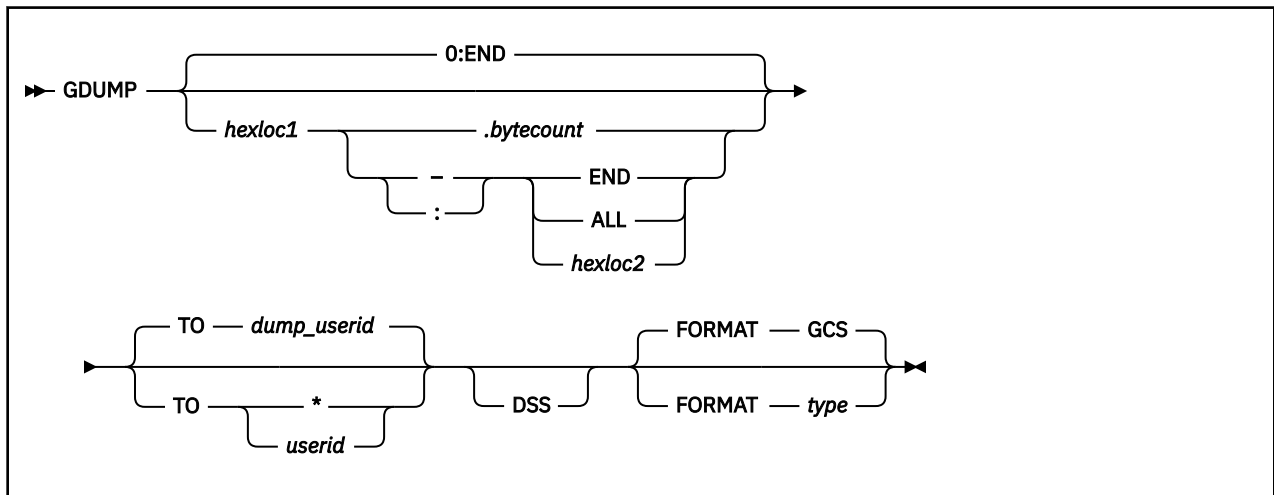 0:END
GDUMP
hexloc1 .bytecount
– END
: ALL
hexloc2
TO dump_userid FORMAT GCS
TO * DSS FORMAT type
userid